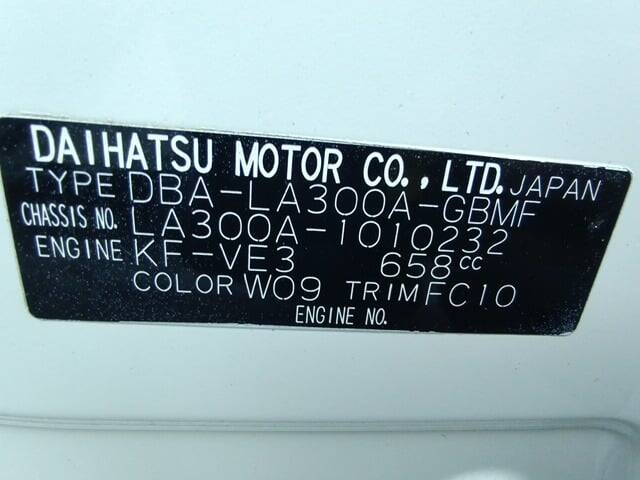 DAIHATSU MOTOR CO., LTD. JAPAN
TYPE DBA-LA300A-GBMF
CHASSIS NO. LA300A-1010232
ENGINE KF-VE3 658cc
COLOR W09 TRIM FC10
ENGINE NO.